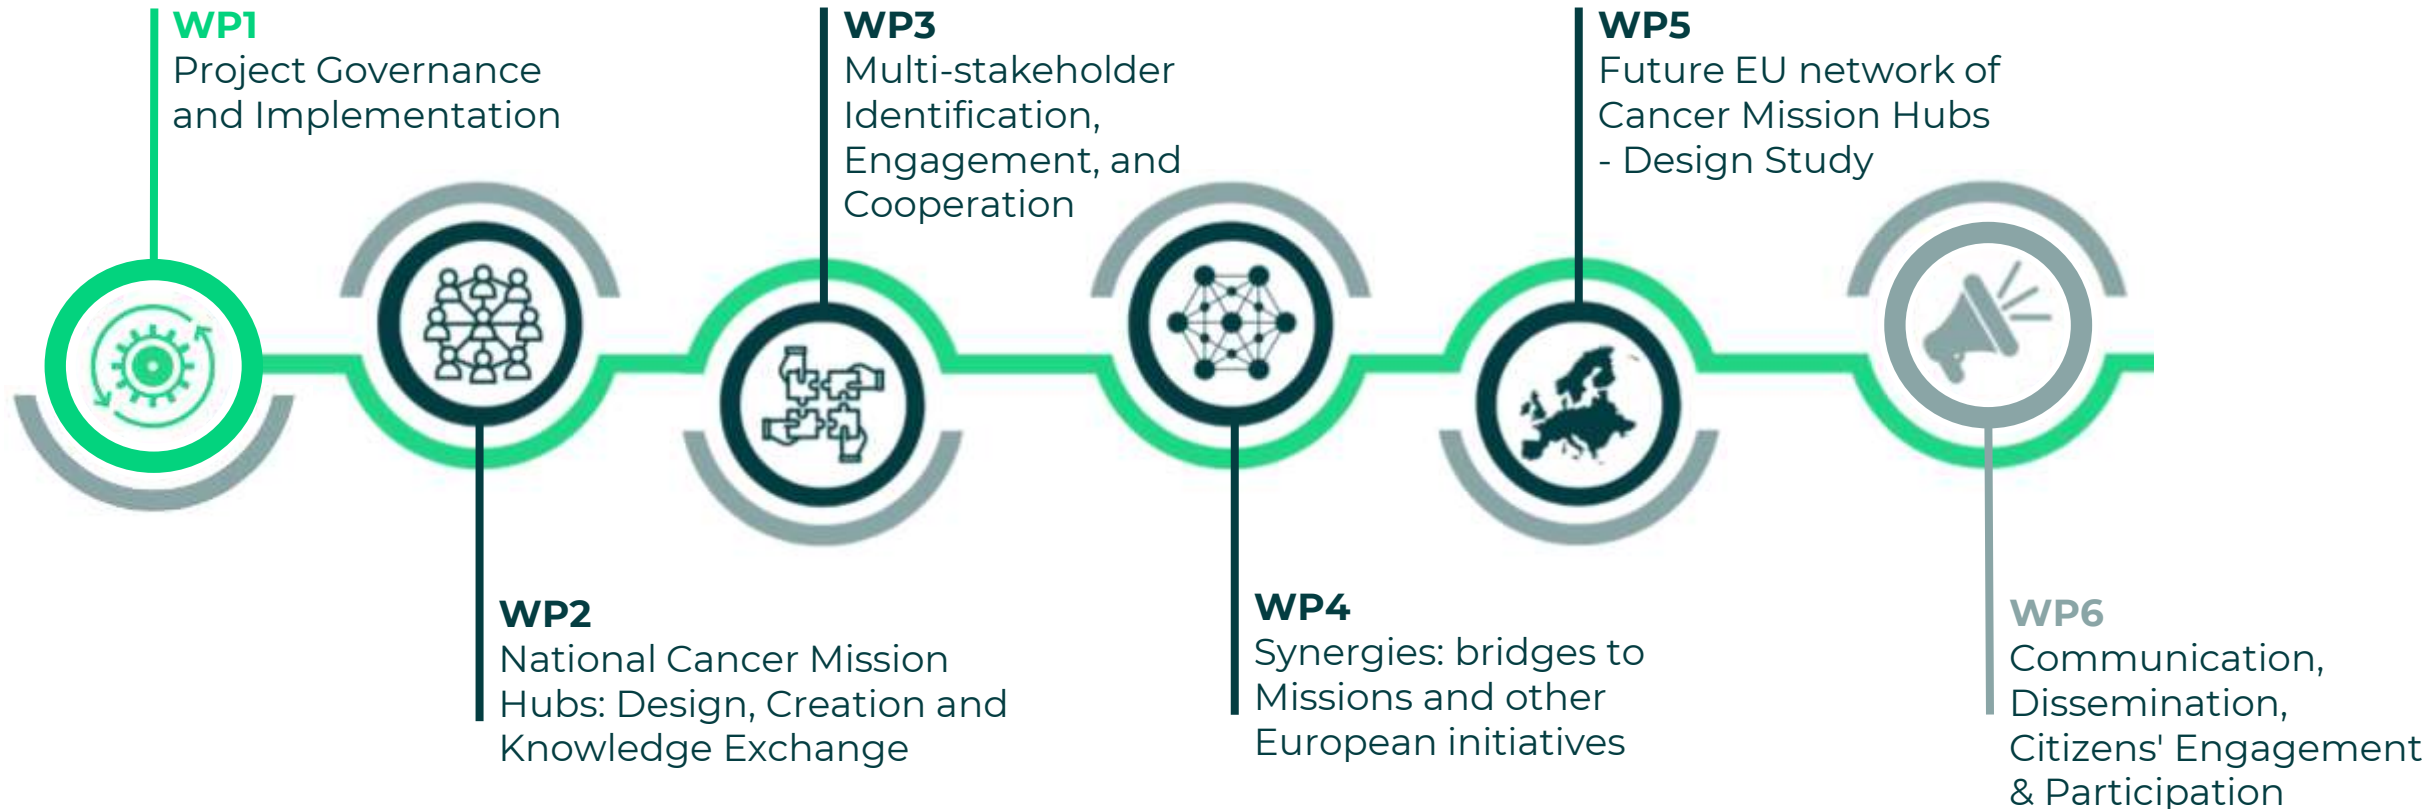 WP1
Project Governance
and Implementation
WP2
National Cancer Mission
Hubs: Design, Creation and
Knowledge Exchange
WP3
Multi-stakeholder
Identification,
Engagement, and
Cooperation
WP4
Synergies: bridges to
Missions and other
European initiatives
WP5
Future EU network of
Cancer Mission Hubs
- Design Study
WP6
Communication,
Dissemination,
Citizens' Engagement
& Participation